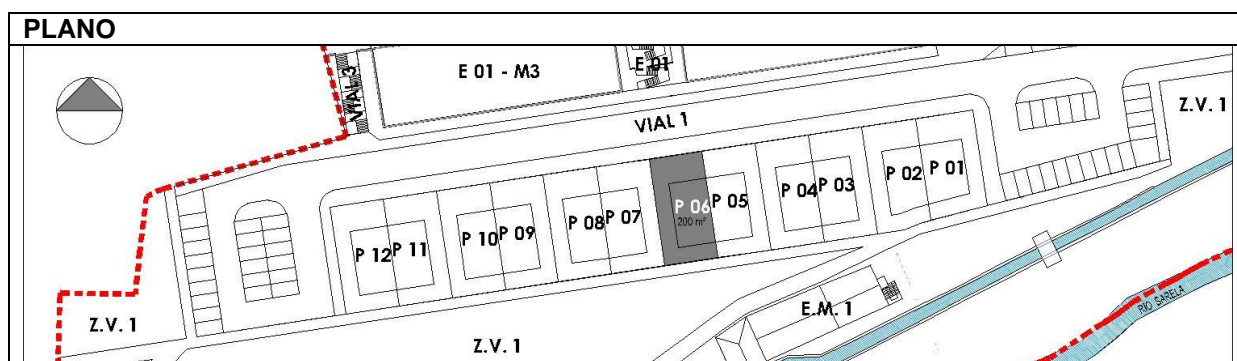 PLANO
E 01 - M3
E 01
VIAL 3
Z.V. 1
VIAL 1
P 02 P 01
P 04 P 03
P 06 P 05
200 m²
P 08 P 07
P 10 P 09
P 12 P 11
E.M. 1
RIO SARELA
Z.V. 1
Z.V. 1